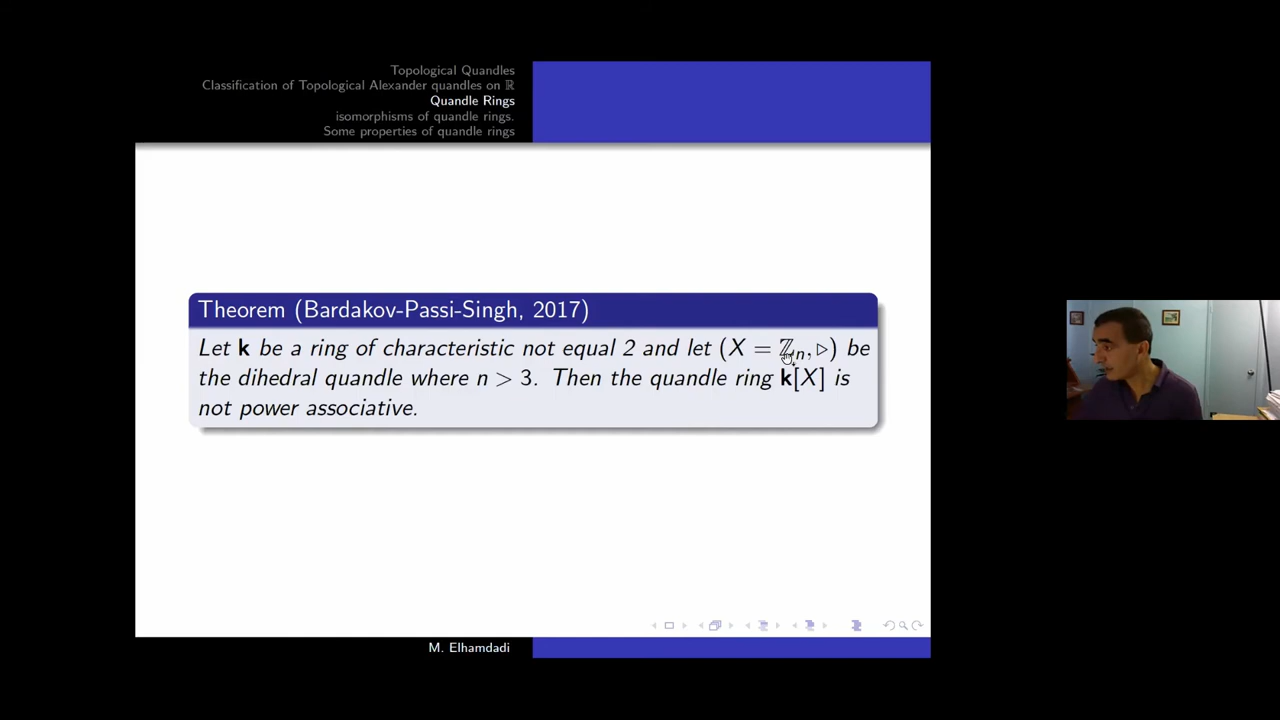 Topological Quandles
Classification of Topological Alexander quandles on ℝ
Quandle Rings
isomorphisms of quandle rings.
Some properties of quandle rings
Theorem (Bardakov-Passi-Singh, 2017)
Let k be a ring of characteristic not equal 2 and let (X = ℤn, ▷) be
the dihedral quandle where n > 3. Then the quandle ring k[X] is
not power associative.
M. Elhamdadi